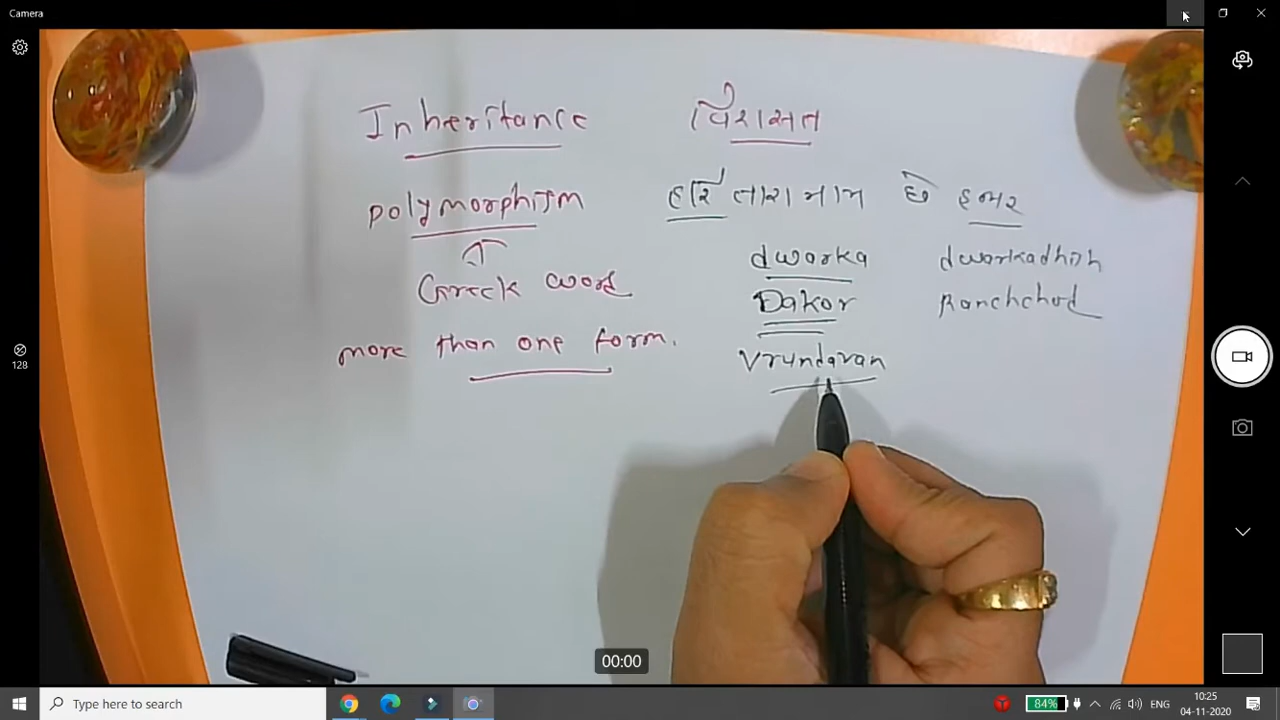 Camera
Inheritance વિરાસત
polymorphism હરિ તારા નામ છે હજાર
dwarka dwarkadhish
Greek word Dakor Ranchchod
more than one form. Vrundavan
128
00:00
Type here to search
84% ENG 10:25
04-11-2020